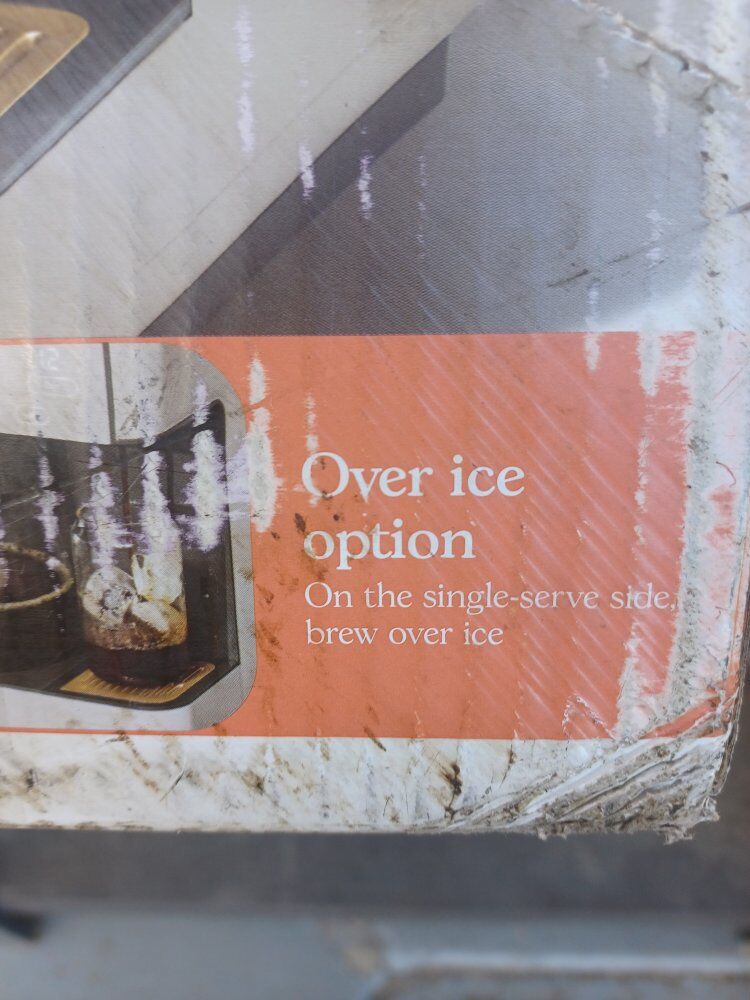 Over ice
option
On the single-serve side,
brew over ice